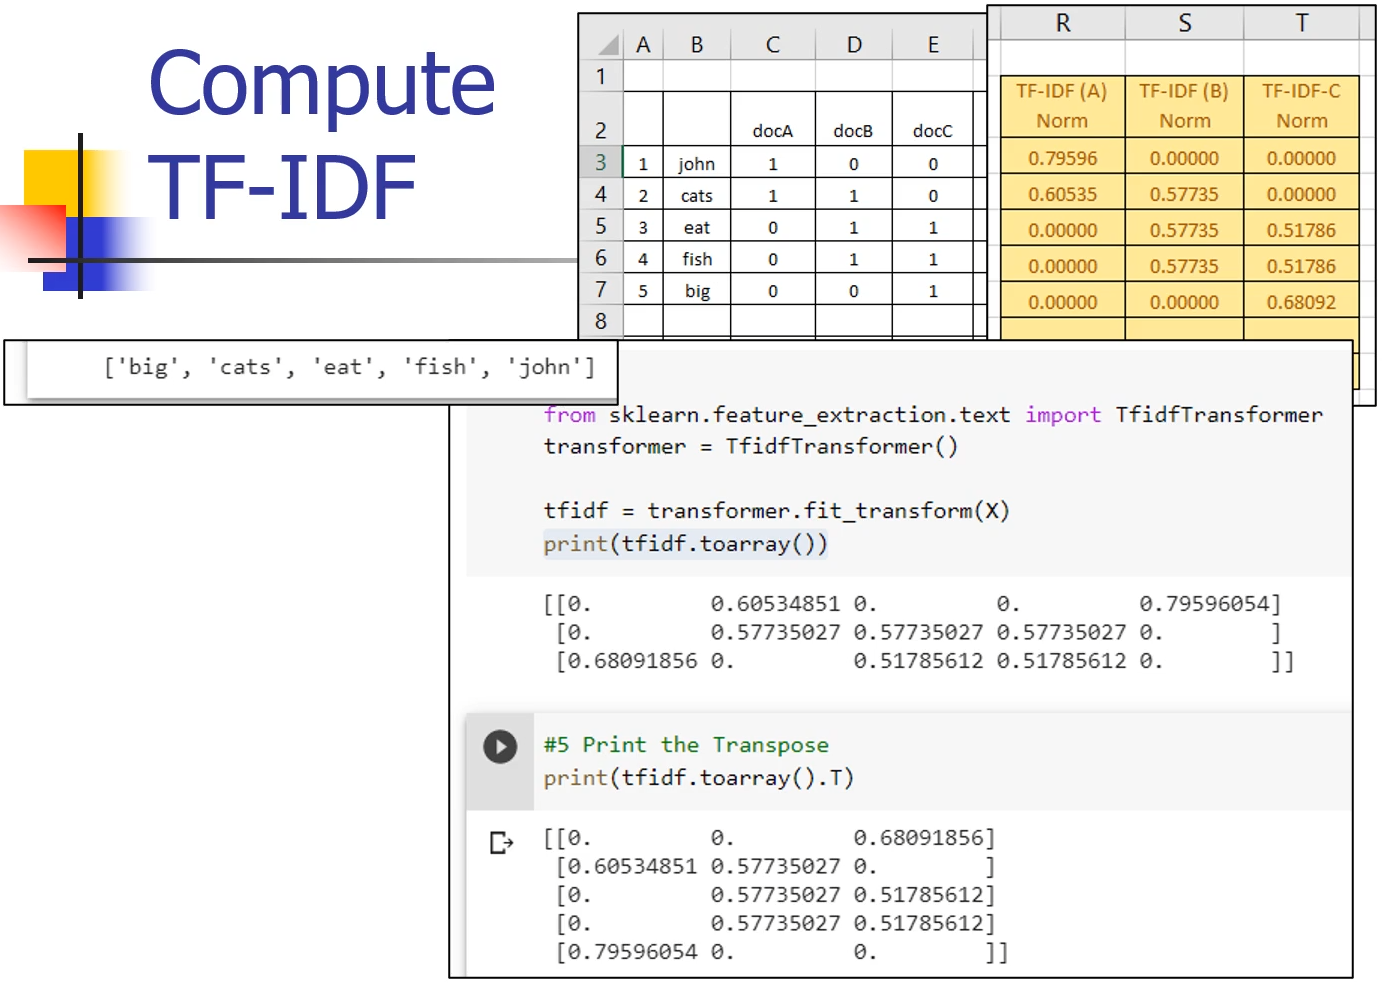 Compute
TF-IDF
A B C D E
1
2 docA docB docC
3 1 john 1 0 0
4 2 cats 1 1 0
5 3 eat 0 1 1
6 4 fish 0 1 1
7 5 big 0 0 1
8
R S T
TF-IDF (A) TF-IDF (B) TF-IDF-C
Norm Norm Norm
0.79596 0.00000 0.00000
0.60535 0.57735 0.00000
0.00000 0.57735 0.51786
0.00000 0.57735 0.51786
0.00000 0.00000 0.68092
['big', 'cats', 'eat', 'fish', 'john']
from sklearn.feature_extraction.text import TfidfTransformer
transformer = TfidfTransformer()
tfidf = transformer.fit_transform(X)
print(tfidf.toarray())
[[0. 0.60534851 0. 0. 0.79596054]
[0. 0.57735027 0.57735027 0.57735027 0. ]
[0.68091856 0. 0.51785612 0.51785612 0. ]]
#5 Print the Transpose
print(tfidf.toarray().T)
[[0. 0. 0.68091856]
[0.60534851 0.57735027 0. ]
[0. 0.57735027 0.51785612]
[0. 0.57735027 0.51785612]
[0.79596054 0. 0. ]]